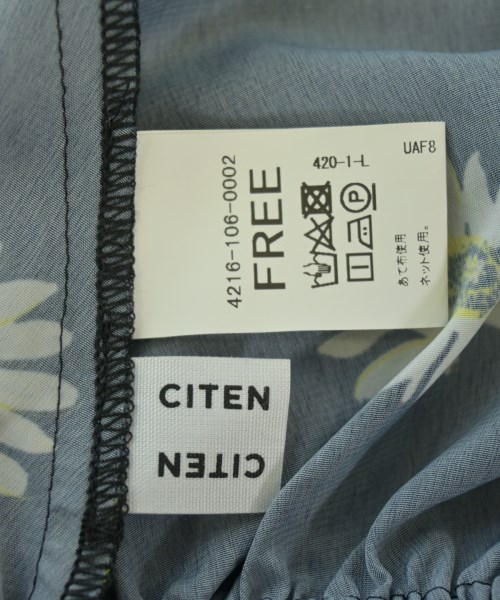 4216-106-0002
FREE
420-1-L
UAF8
あて布使用
ネット使用。
CITEN
CITEN